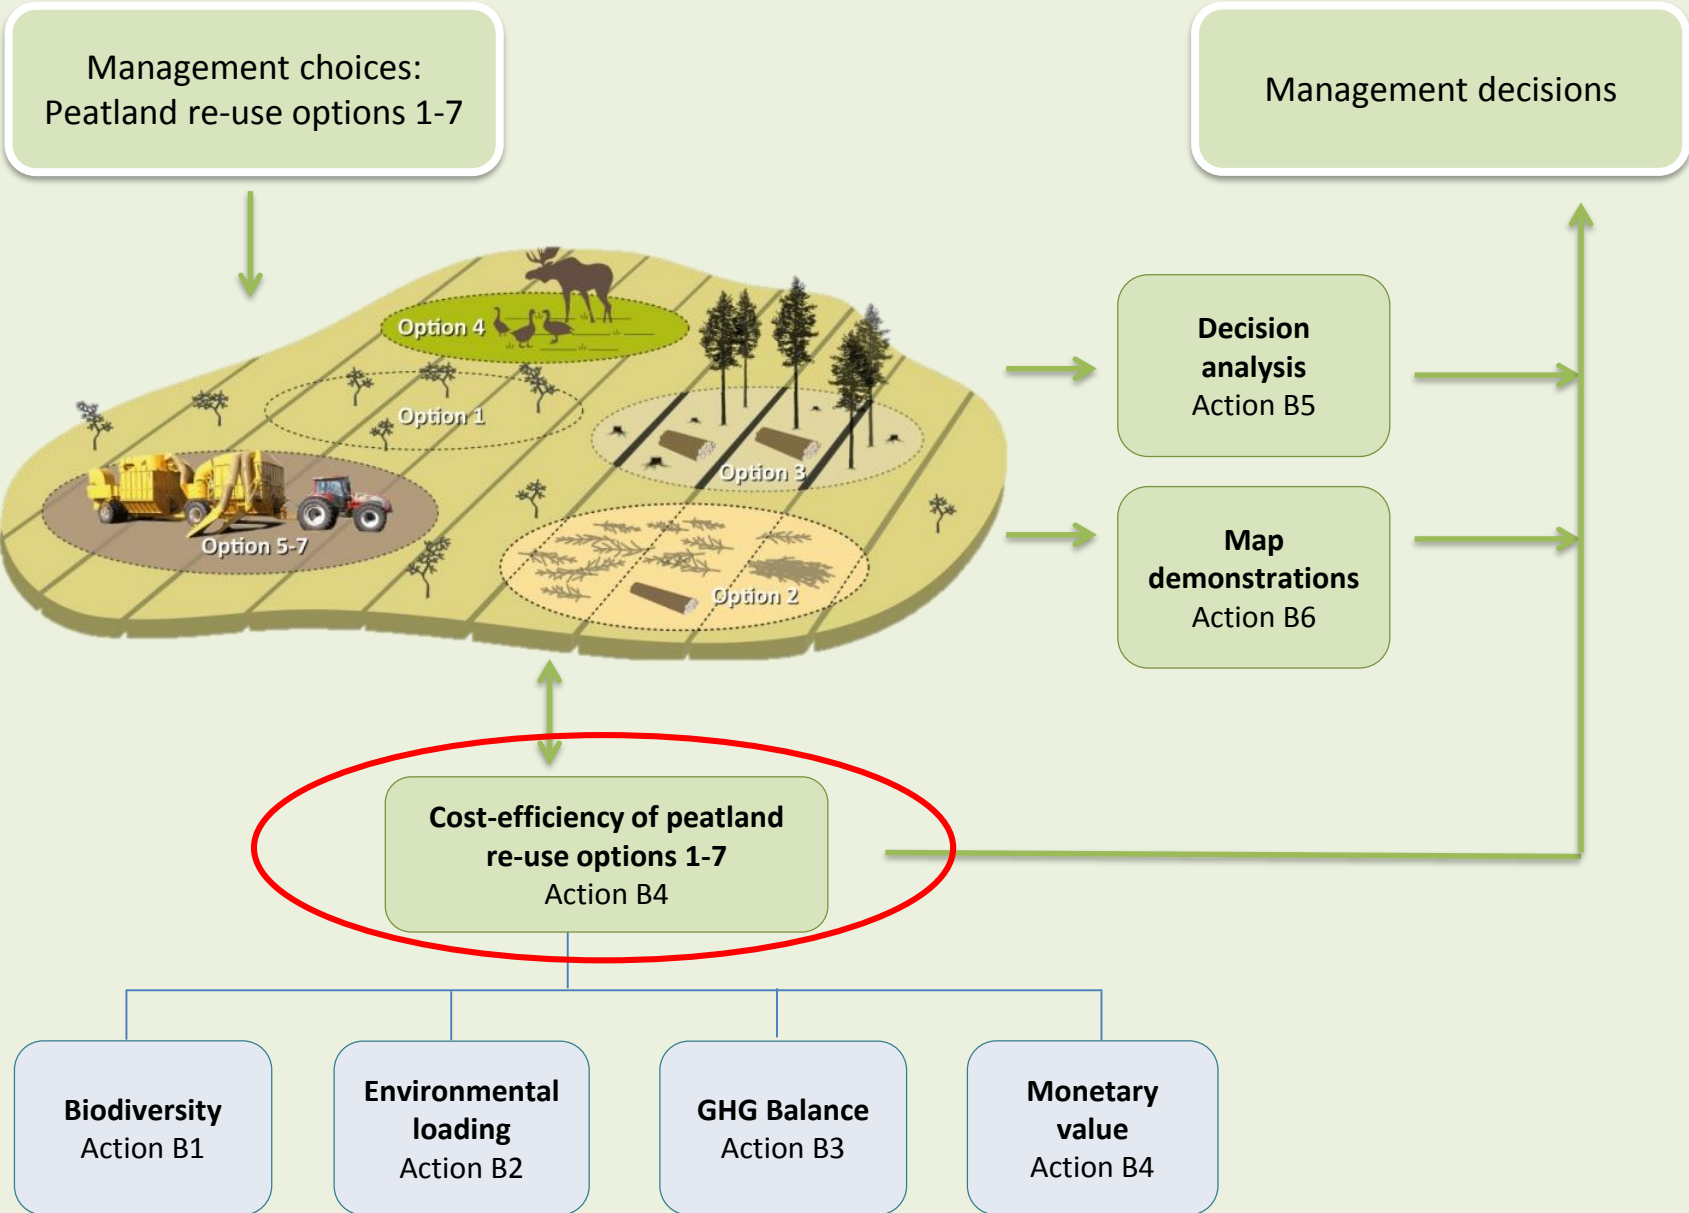 Management choices:
Peatland re-use options 1-7
Management decisions
Option 4
Option 1
Option 3
Option 5-7
Option 2
Decision
analysis
Action B5
Map
demonstrations
Action B6
Cost-efficiency of peatland
re-use options 1-7
Action B4
Biodiversity
Action B1
Environmental
loading
Action B2
GHG Balance
Action B3
Monetary
value
Action B4